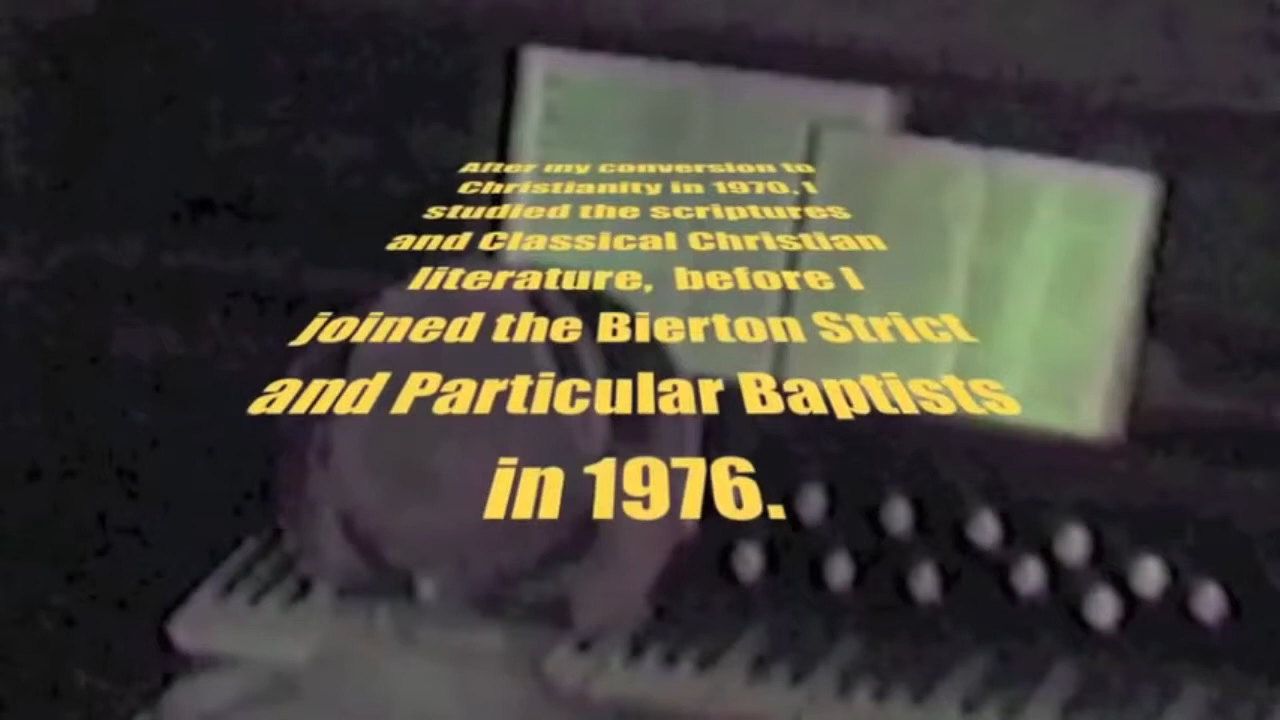 After my conversion to
Christianity in 1970, I
studied the scriptures
and Classical Christian
literature,  before I
joined the Bierton Strict
and Particular Baptists
in 1976.